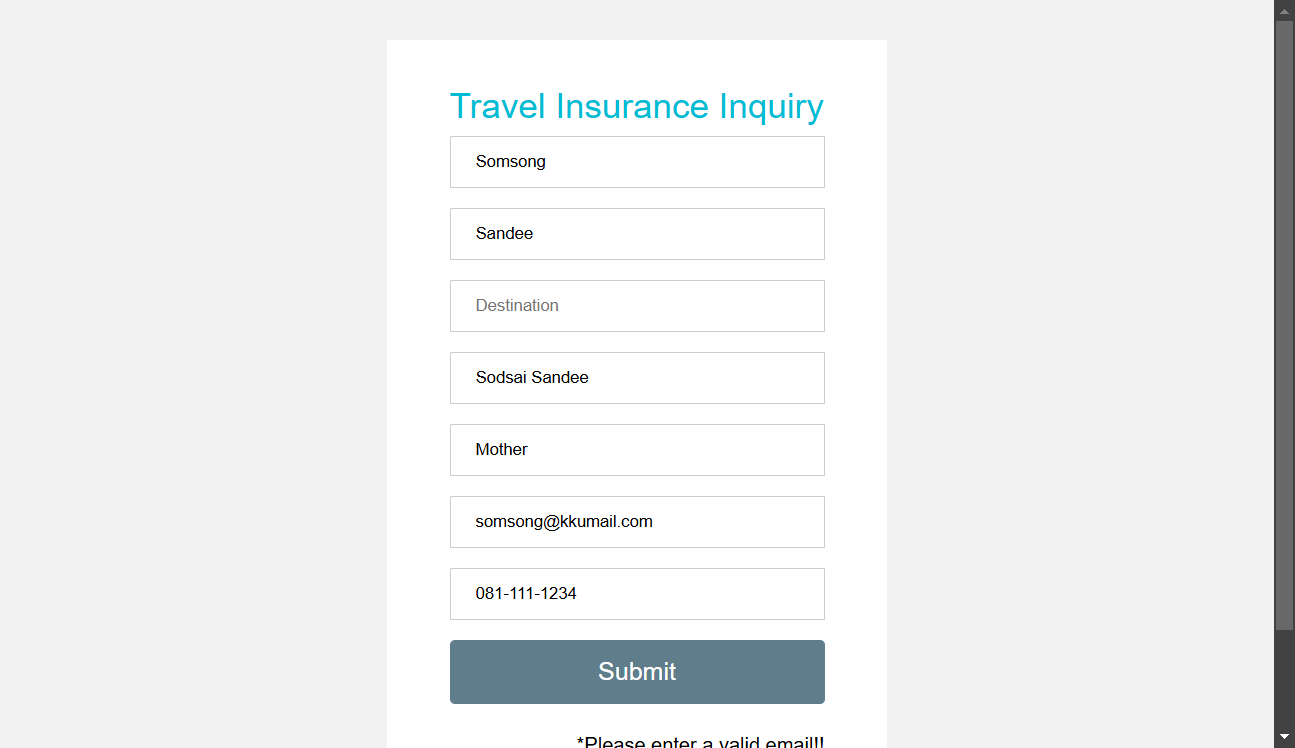 Travel Insurance Inquiry
Somsong
Sandee
Destination
Sodsai Sandee
Mother
somsong@kkumail.com
081-111-1234
Submit
*Please enter a valid email!!